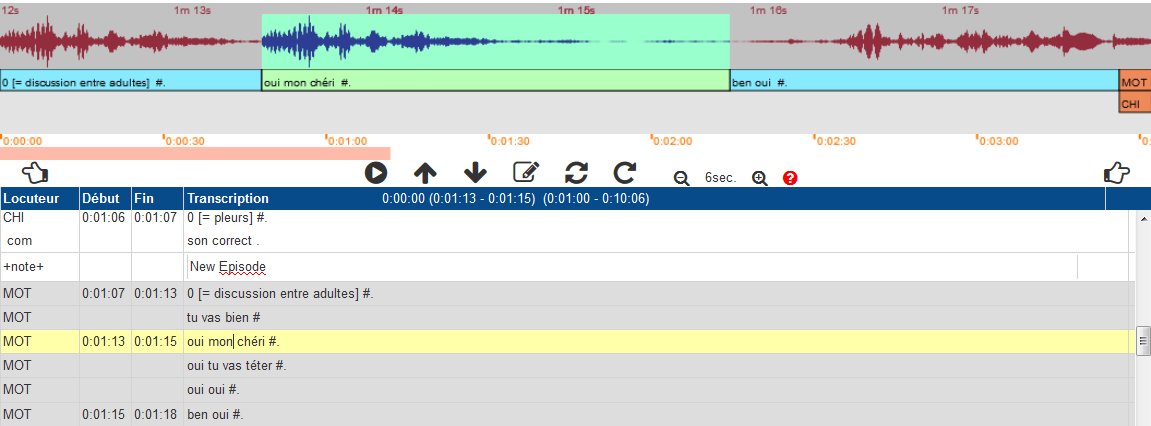 12s 1m 13s 1m 14s 1m 15s 1m 16s 1m 17s
0 [= discussion entre adultes] #. oui mon chéri #. ben oui #. MOT
CHI
0:00:00 0:00:30 0:01:00 0:01:30 0:02:00 0:02:30 0:03:00 0:
6sec. ?
Locuteur Début Fin Transcription 0:00:00 (0:01:13 - 0:01:15) (0:01:00 - 0:10:06)
CHI 0:01:06 0:01:07 0 [= pleurs] #.
com son correct .
+note+ New Episode
MOT 0:01:07 0:01:13 0 [= discussion entre adultes] #.
MOT tu vas bien #
MOT 0:01:13 0:01:15 oui mon chéri #.
MOT oui tu vas téter #.
MOT oui oui #.
MOT 0:01:15 0:01:18 ben oui #.